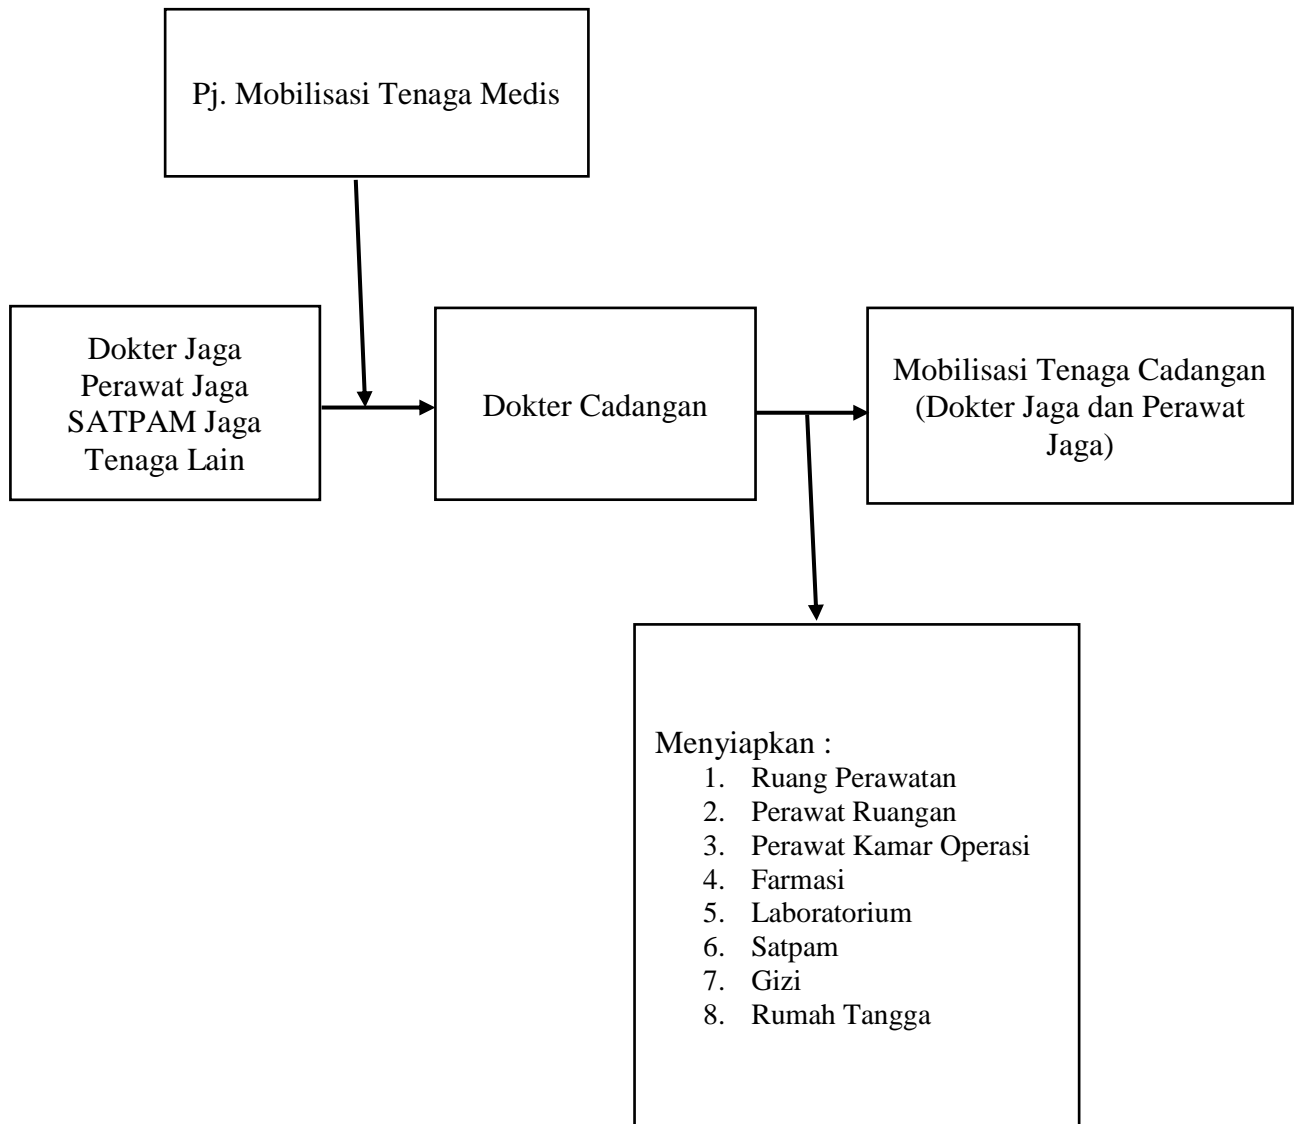 Pj. Mobilisasi Tenaga Medis
Dokter Jaga
Perawat Jaga
SATPAM Jaga
Tenaga Lain
Dokter Cadangan
Mobilisasi Tenaga Cadangan
(Dokter Jaga dan Perawat
Jaga)
Menyiapkan :
1. Ruang Perawatan
2. Perawat Ruangan
3. Perawat Kamar Operasi
4. Farmasi
5. Laboratorium
6. Satpam
7. Gizi
8. Rumah Tangga